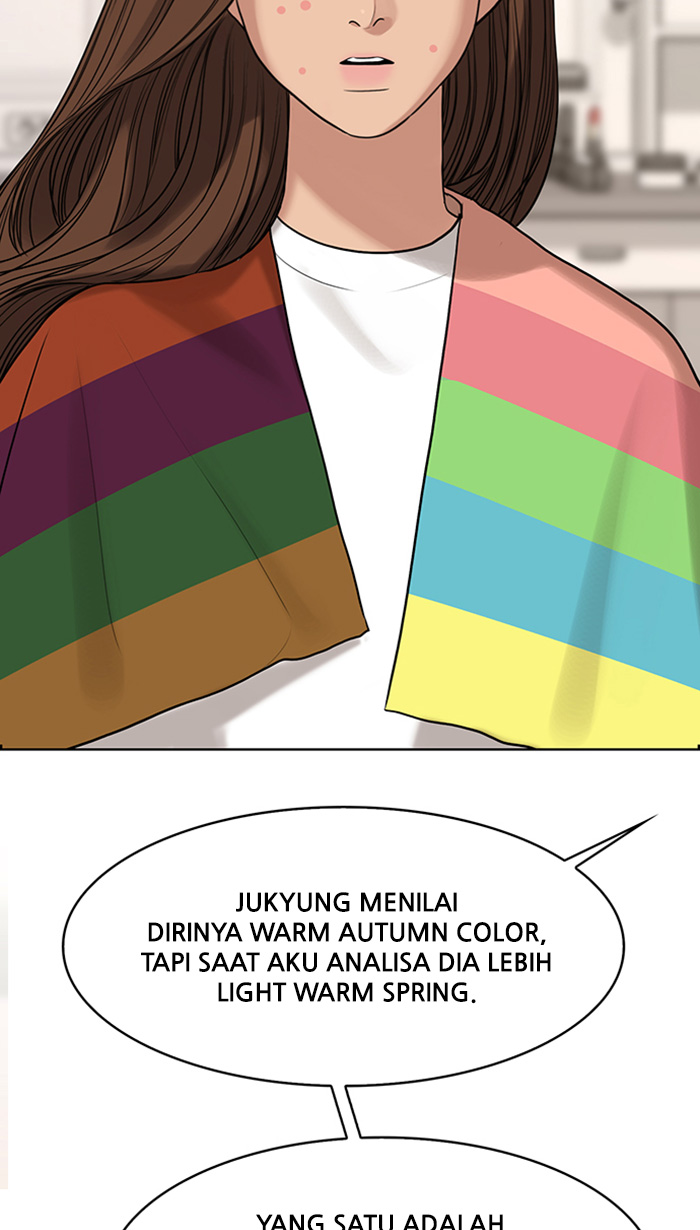 JUKYUNG MENILAI
DIRINYA WARM AUTUMN COLOR,
TAPI SAAT AKU ANALISA DIA LEBIH
LIGHT WARM SPRING.
YANG SATU ADALAH